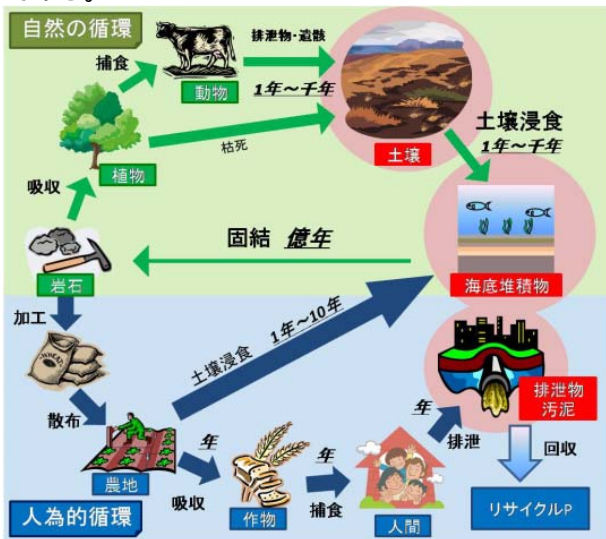 自然の循環
捕食
動物
排泄物・遺骸
1年～千年
土壌
植物
枯死
土壌浸食
1年～千年
吸収
固結 億年
岩石
海底堆積物
加工
土壌浸食 1年～10年
散布
農地
年
吸収
作物
年
捕食
人間
年
排泄
排泄物
汚泥
回収
リサイクルP
人為的循環